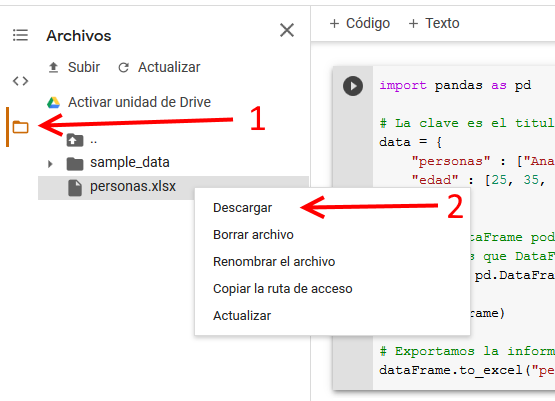 Archivos
+ Código + Texto
Subir Actualizar
Activar unidad de Drive
1
..
sample_data
personas.xlsx
Descargar
2
Borrar archivo
Renombrar el archivo
Copiar la ruta de acceso
Actualizar
import pandas as pd
# La clave es el titul
data = {
"personas" : ["Ana
"edad" : [25, 35,
taFrame pod
s que DataF
pd.DataFra
rame)
# Exportamos la inform
dataFrame.to_excel("pe